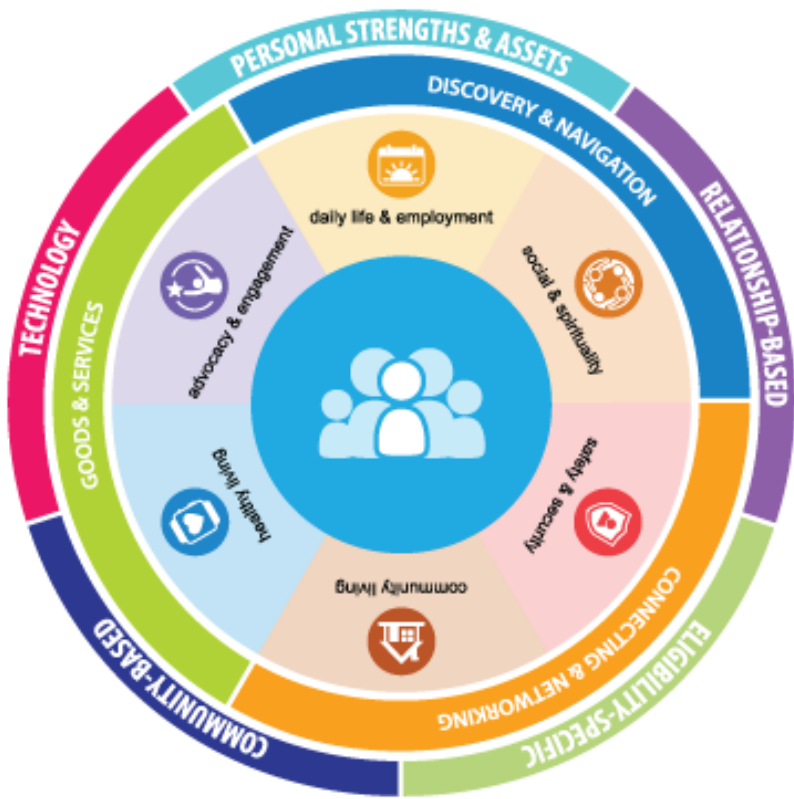 PERSONAL STRENGTHS & ASSETS
RELATIONSHIP-BASED
ELIGIBILITY-SPECIFIC
COMMUNITY-BASED
TECHNOLOGY
DISCOVERY & NAVIGATION
CONNECTING & NETWORKING
GOODS & SERVICES
daily life & employment
social & spirituality
safety & security
community living
healthy living
advocacy & engagement